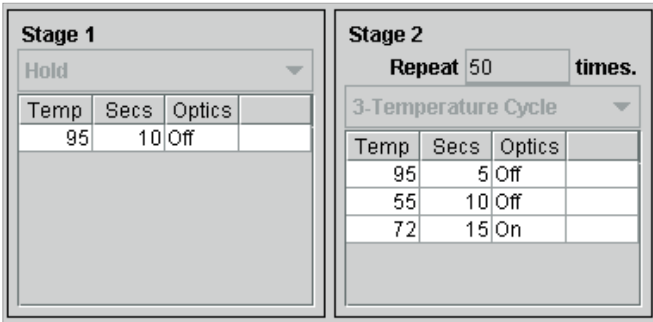 Stage 1
Hold
Temp Secs Optics
95 10 Off
Stage 2
Repeat 50 times.
3-Temperature Cycle
Temp Secs Optics
95 5 Off
55 10 Off
72 15 On